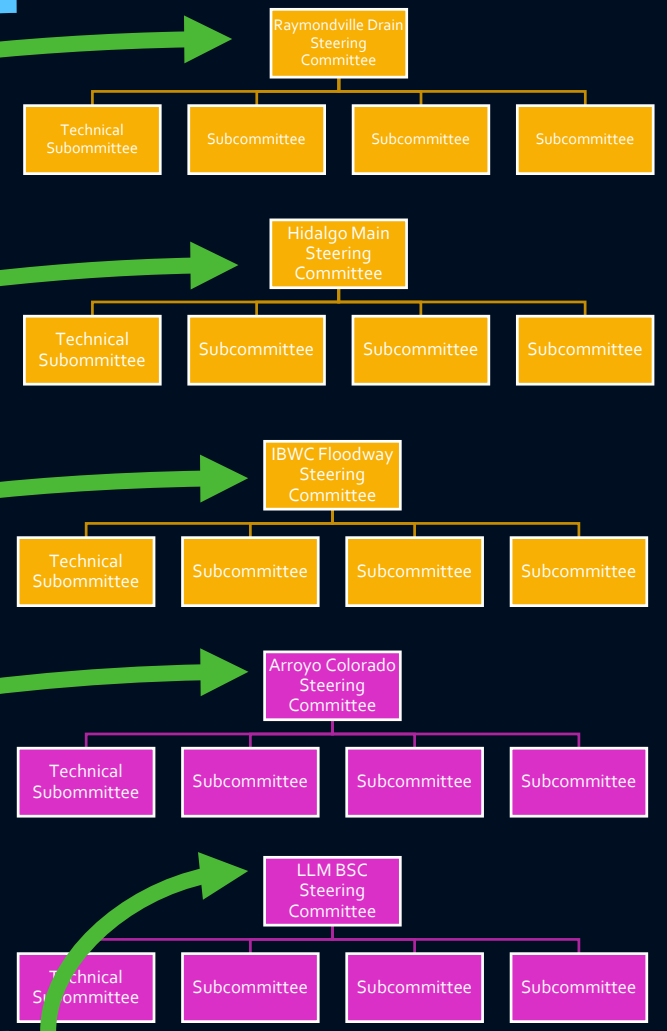 Raymondville Drain
Steering
Committee
Technical
Subommittee
Subcommittee
Subcommittee
Subcommittee
Hidalgo Main
Steering
Committee
Technical
Subommittee
Subcommittee
Subcommittee
Subcommittee
IBWC Floodway
Steering
Committee
Technical
Subommittee
Subcommittee
Subcommittee
Subcommittee
Arroyo Colorado
Steering
Committee
Technical
Subommittee
Subcommittee
Subcommittee
Subcommittee
LLM BSC
Steering
Committee
Technical
Subommittee
Subcommittee
Subcommittee
Subcommittee